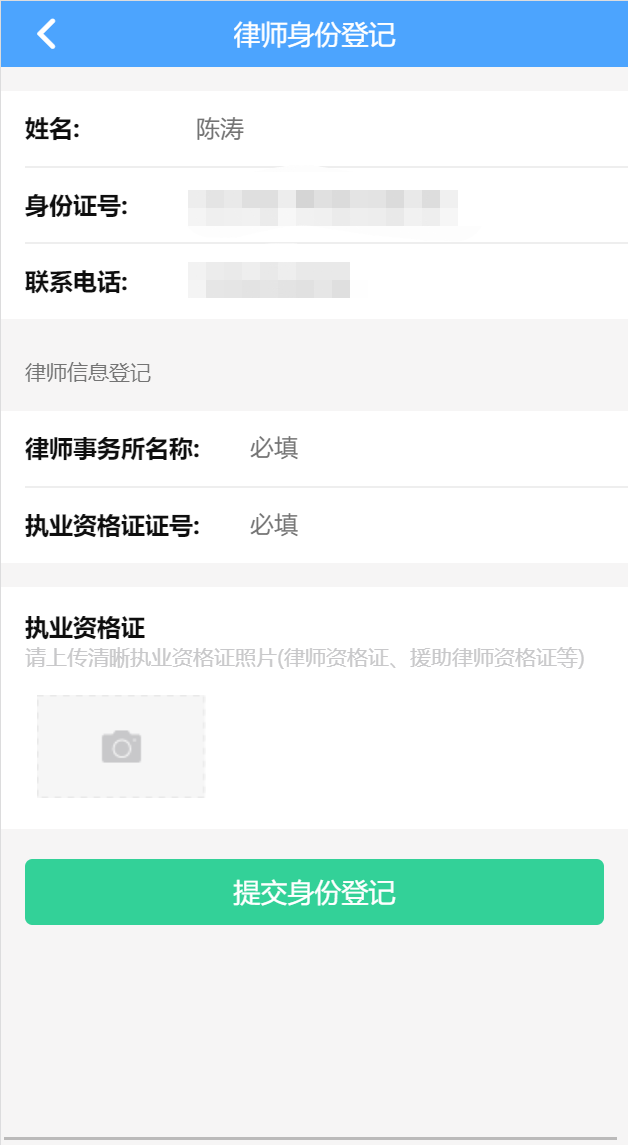 律师身份登记
姓名: 陈涛
身份证号:
联系电话:
律师信息登记
律师事务所名称: 必填
执业资格证证号: 必填
执业资格证
请上传清晰执业资格证照片(律师资格证、援助律师资格证等)
提交身份登记